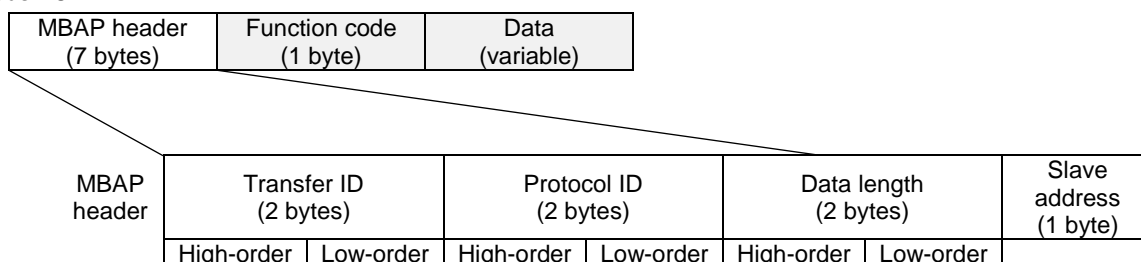 MBAP header Function code Data
(7 bytes) (1 byte) (variable)
MBAP header
Transfer ID (2 bytes)
Protocol ID (2 bytes)
Data length (2 bytes)
Slave address (1 byte)
High-order Low-order High-order Low-order High-order Low-order